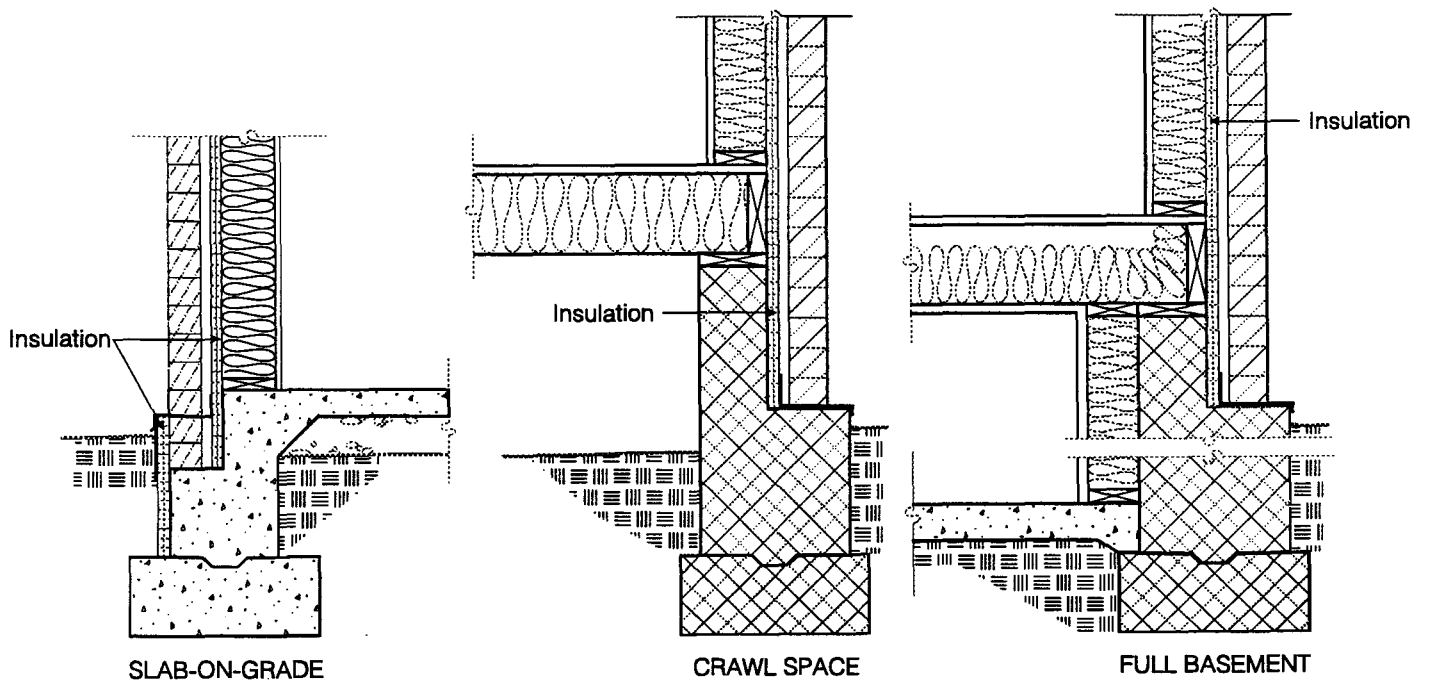 Insulation
Insulation
Insulation
SLAB-ON-GRADE
CRAWL SPACE
FULL BASEMENT